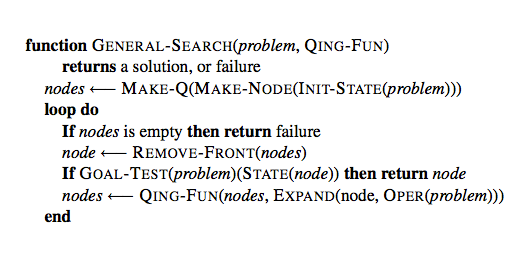 function GENERAL-SEARCH(problem, QING-FUN)
returns a solution, or failure
nodes ⟵ MAKE-Q(MAKE-NODE(INIT-STATE(problem)))
loop do
If nodes is empty then return failure
node ⟵ REMOVE-FRONT(nodes)
If GOAL-TEST(problem)(STATE(node)) then return node
nodes ⟵ QING-FUN(nodes, EXPAND(node, OPER(problem)))
end